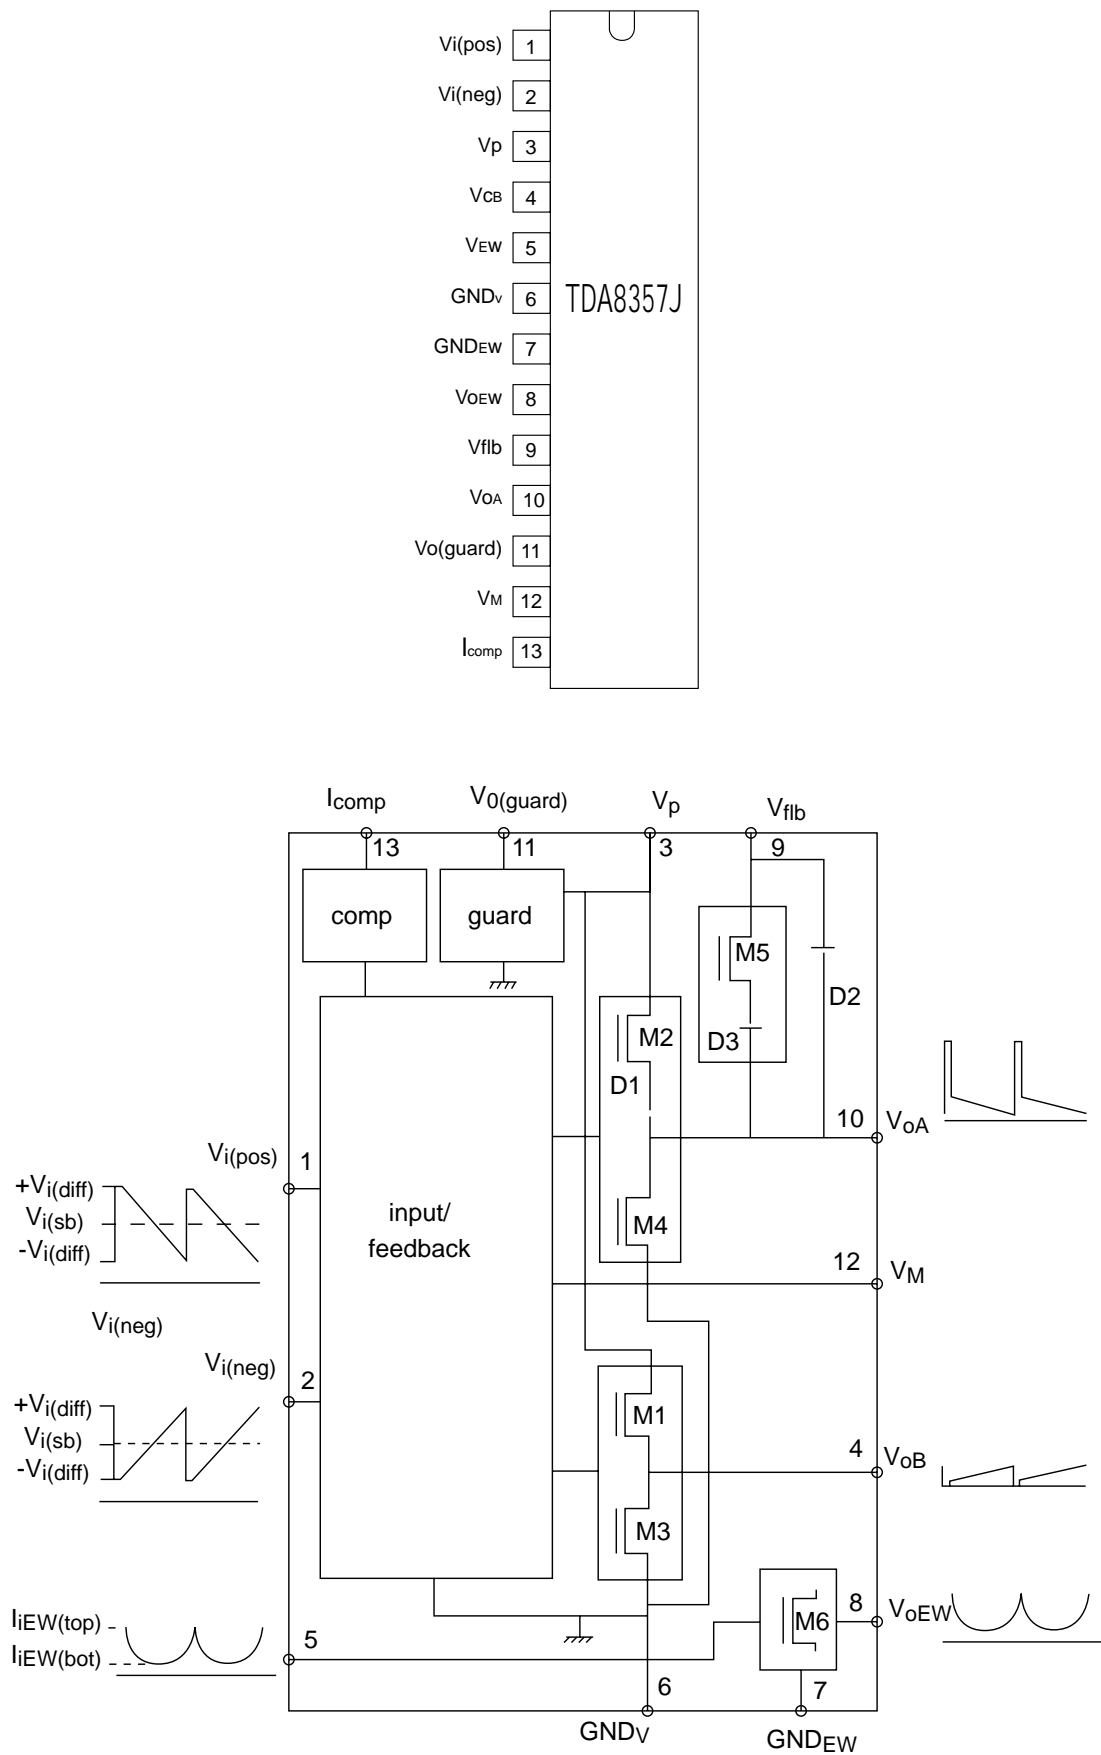 Vi(pos) 1
Vi(neg) 2
Vp 3
VCB 4
VEW 5
GNDV 6
TDA8357J
GNDEW 7
VOEW 8
Vflb 9
VOA 10
Vo(guard) 11
VM 12
Icomp 13
Icomp
V0(guard)
Vp
Vflb
13
11
3
9
comp
guard
M5
D2
M2
D3
D1
10
VoA
Vi(pos)
1
+Vi(diff)
Vi(sb)
-Vi(diff)
input/
feedback
M4
12
VM
Vi(neg)
Vi(neg)
2
+Vi(diff)
Vi(sb)
-Vi(diff)
M1
4
VoB
M3
IiEW(top)
IiEW(bot)
5
M6
8
VoEW
6
7
GNDV
GNDEW